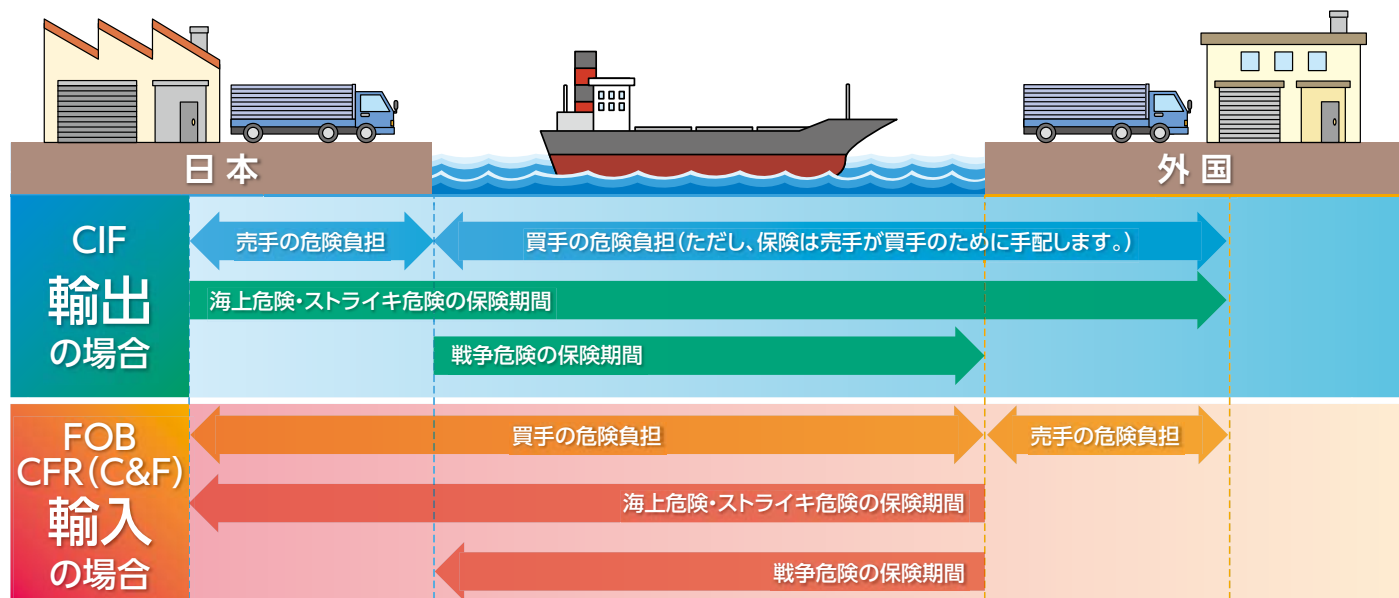 日本
外国
CIF
輸出
の場合
売手の危険負担
買手の危険負担(ただし、保険は売手が買手のために手配します。)
海上危険・ストライキ危険の保険期間
戦争危険の保険期間
FOB
CFR(C&F)
輸入
の場合
買手の危険負担
売手の危険負担
海上危険・ストライキ危険の保険期間
戦争危険の保険期間